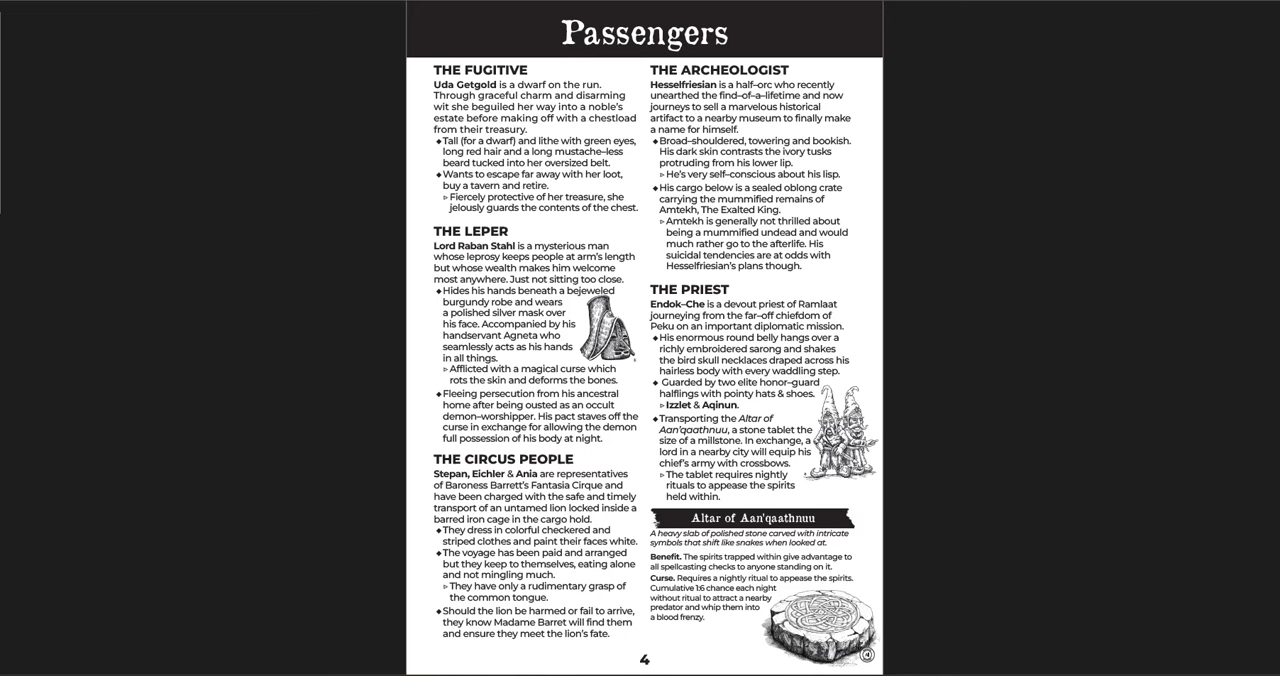 Passengers
THE FUGITIVE
Uda Getgold is a dwarf on the run.
Through graceful charm and disarming
wit she beguiled her way into a noble's
estate before making off with a chestload
from their treasury.
◆Tall (for a dwarf) and lithe with green eyes,
long red hair and a long mustache–less
beard tucked into her oversized belt.
◆Wants to escape far away with her loot,
buy a tavern and retire.
▹Fiercely protective of her treasure, she
jelously guards the contents of the chest.
THE LEPER
Lord Raban Stahl is a mysterious man
whose leprosy keeps people at arm's length
but whose wealth makes him welcome
most anywhere. Just not sitting too close.
◆Hides his hands beneath a bejeweled
burgundy robe and wears
a polished silver mask over
his face. Accompanied by his
handservant Agneta who
seamlessly acts as his hands
in all things.
▹Afflicted with a magical curse which
rots the skin and deforms the bones.
◆Fleeing persecution from his ancestral
home after being ousted as an occult
demon–worshipper. His pact staves off the
curse in exchange for allowing the demon
full possession of his body at night.
THE CIRCUS PEOPLE
Stepan, Eichler & Ania are representatives
of Baroness Barrett's Fantasia Cirque and
have been charged with the safe and timely
transport of an untamed lion locked inside a
barred iron cage in the cargo hold.
◆They dress in colorful checkered and
striped clothes and paint their faces white.
◆The voyage has been paid and arranged
but they keep to themselves, eating alone
and not mingling much.
▹They have only a rudimentary grasp of
the common tongue.
◆Should the lion be harmed or fail to arrive,
they know Madame Barret will find them
and ensure they meet the lion's fate.
THE ARCHEOLOGIST
Hesselfriesian is a half–orc who recently
unearthed the find–of–a–lifetime and now
journeys to sell a marvelous historical
artifact to a nearby museum to finally make
a name for himself.
◆Broad–shouldered, towering and bookish.
His dark skin contrasts the ivory tusks
protruding from his lower lip.
▹He's very self–conscious about his lisp.
◆His cargo below is a sealed oblong crate
carrying the mummified remains of
Amtekh, The Exalted King.
▹Amtekh is generally not thrilled about
being a mummified undead and would
much rather go to the afterlife. His
suicidal tendencies are at odds with
Hesselfriesian's plans though.
THE PRIEST
Endok–Che is a devout priest of Ramlaat
journeying from the far–off chiefdom of
Peku on an important diplomatic mission.
◆His enormous round belly hangs over a
richly embroidered sarong and shakes
the bird skull necklaces draped across his
hairless body with every waddling step.
◆ Guarded by two elite honor–guard
halflings with pointy hats & shoes.
▹Izzlet & Aqinun.
◆Transporting the Altar of
Aan'qaathnuu, a stone tablet the
size of a millstone. In exchange, a
lord in a nearby city will equip his
chief's army with crossbows.
▹The tablet requires nightly
rituals to appease the spirits
held within.
Altar of Aan'qaathnuu
A heavy slab of polished stone carved with intricate
symbols that shift like snakes when looked at.
Benefit. The spirits trapped within give advantage to
all spellcasting checks to anyone standing on it.
Curse. Requires a nightly ritual to appease the spirits.
Cumulative 1:6 chance each night
without ritual to attract a nearby
predator and whip them into
a blood frenzy.
4